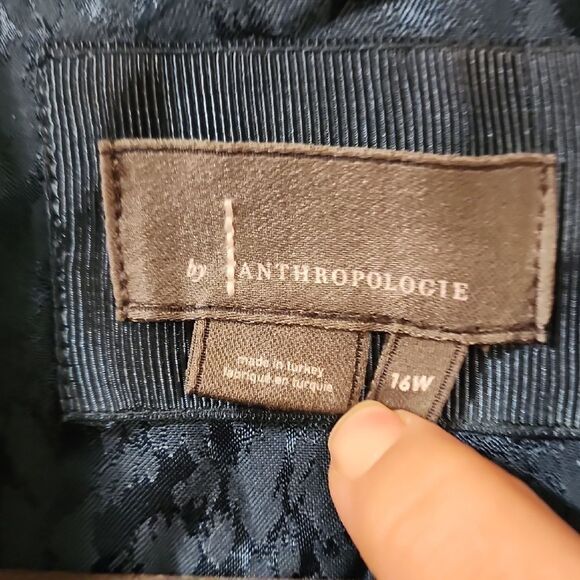 by ANTHROPOLOGIE
made in turkey
fabriqué en turquie
16W